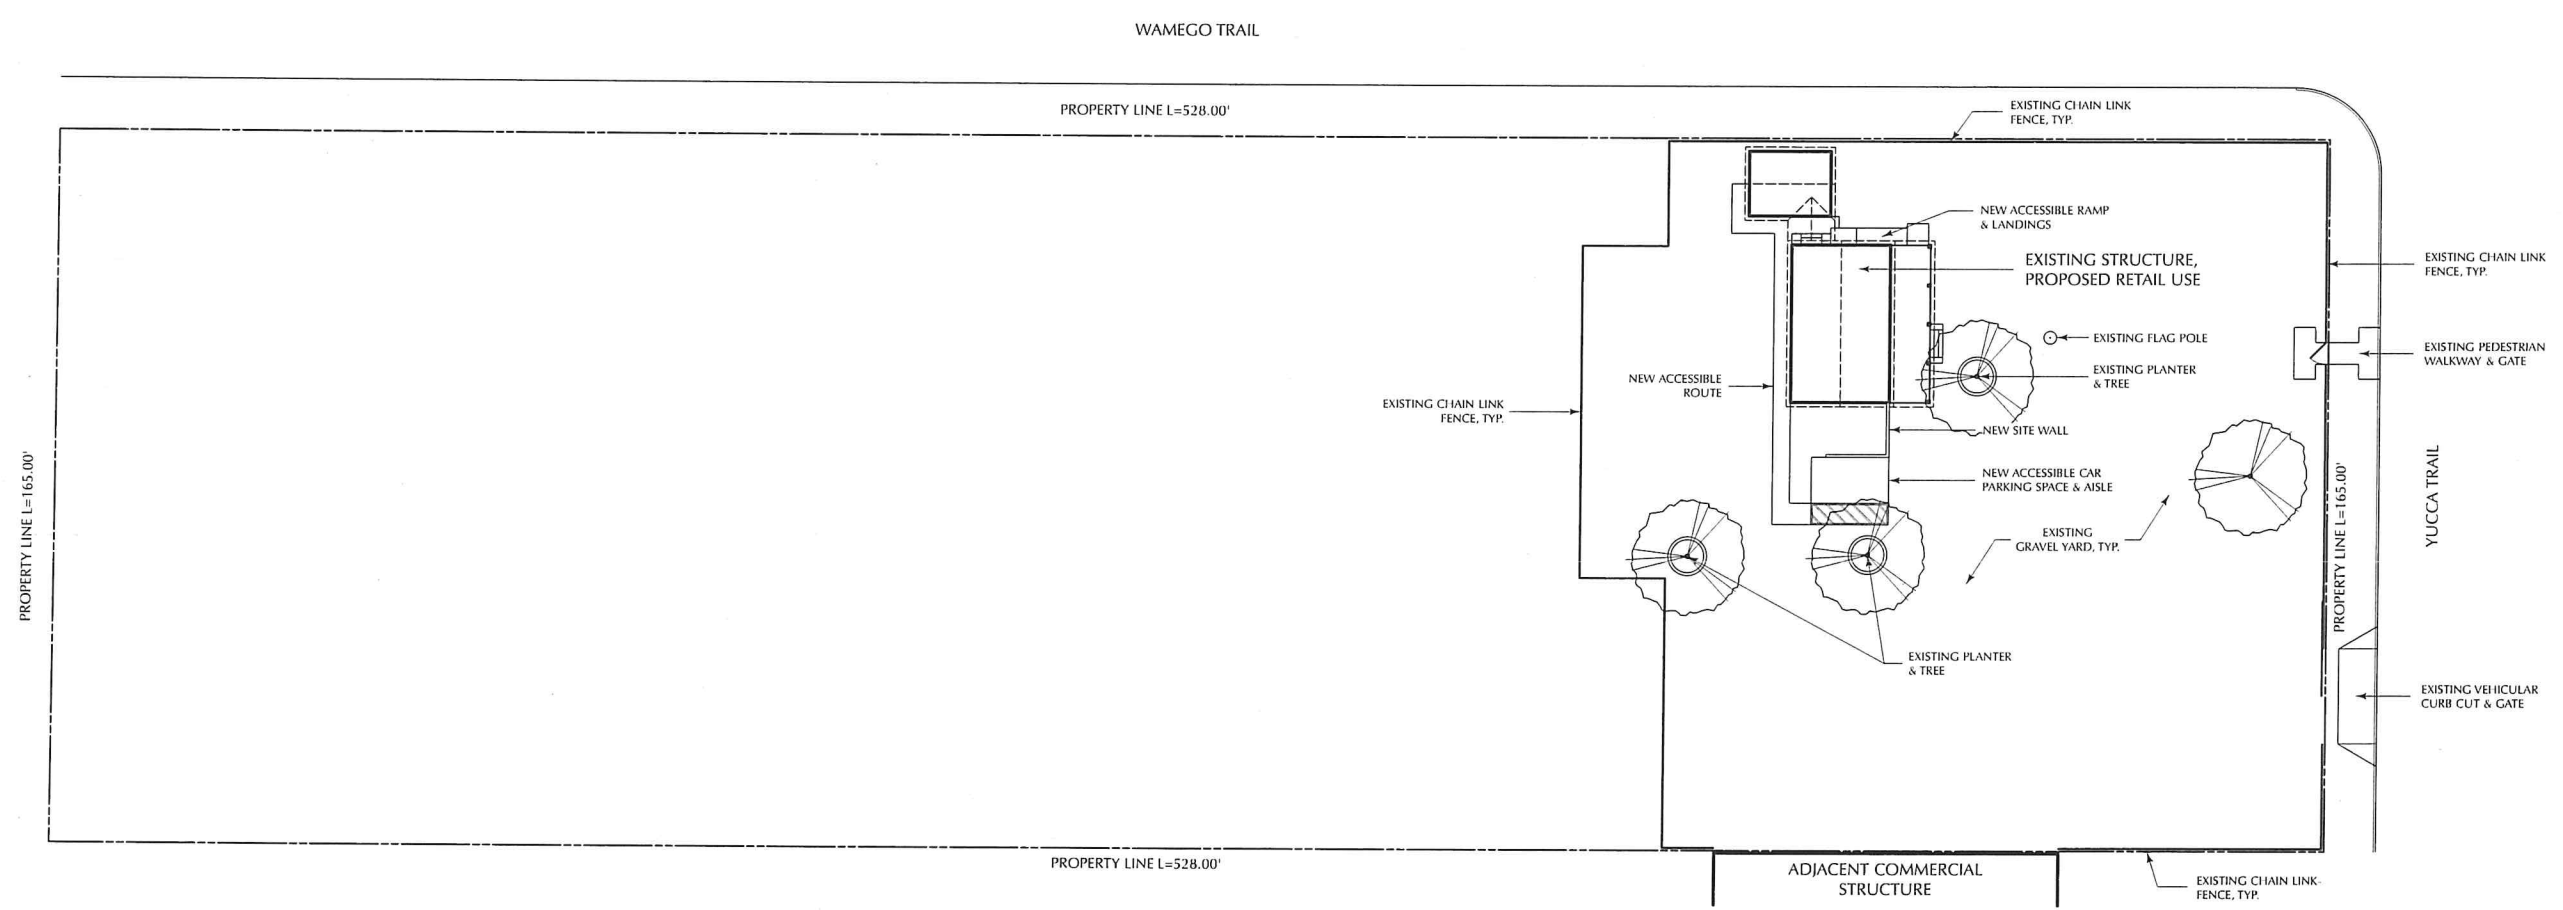 WAMEGO TRAIL
PROPERTY LINE L=528.00'
EXISTING CHAIN LINK
FENCE, TYP.
NEW ACCESSIBLE RAMP
& LANDINGS
EXISTING STRUCTURE,
PROPOSED RETAIL USE
EXISTING CHAIN LINK
FENCE, TYP.
EXISTING FLAG POLE
EXISTING PEDESTRIAN
WALKWAY & GATE
EXISTING PLANTER
& TREE
NEW ACCESSIBLE
ROUTE
EXISTING CHAIN LINK
FENCE, TYP.
NEW SITE WALL
NEW ACCESSIBLE CAR
PARKING SPACE & AISLE
EXISTING
GRAVEL YARD, TYP.
PROPERTY LINE L=165.00'
PROPERTY LINE L=165.00'
YUCCA TRAIL
EXISTING PLANTER
& TREE
EXISTING VEHICULAR
CURB CUT & GATE
PROPERTY LINE L=528.00'
ADJACENT COMMERCIAL
STRUCTURE
EXISTING CHAIN LINK
FENCE, TYP.